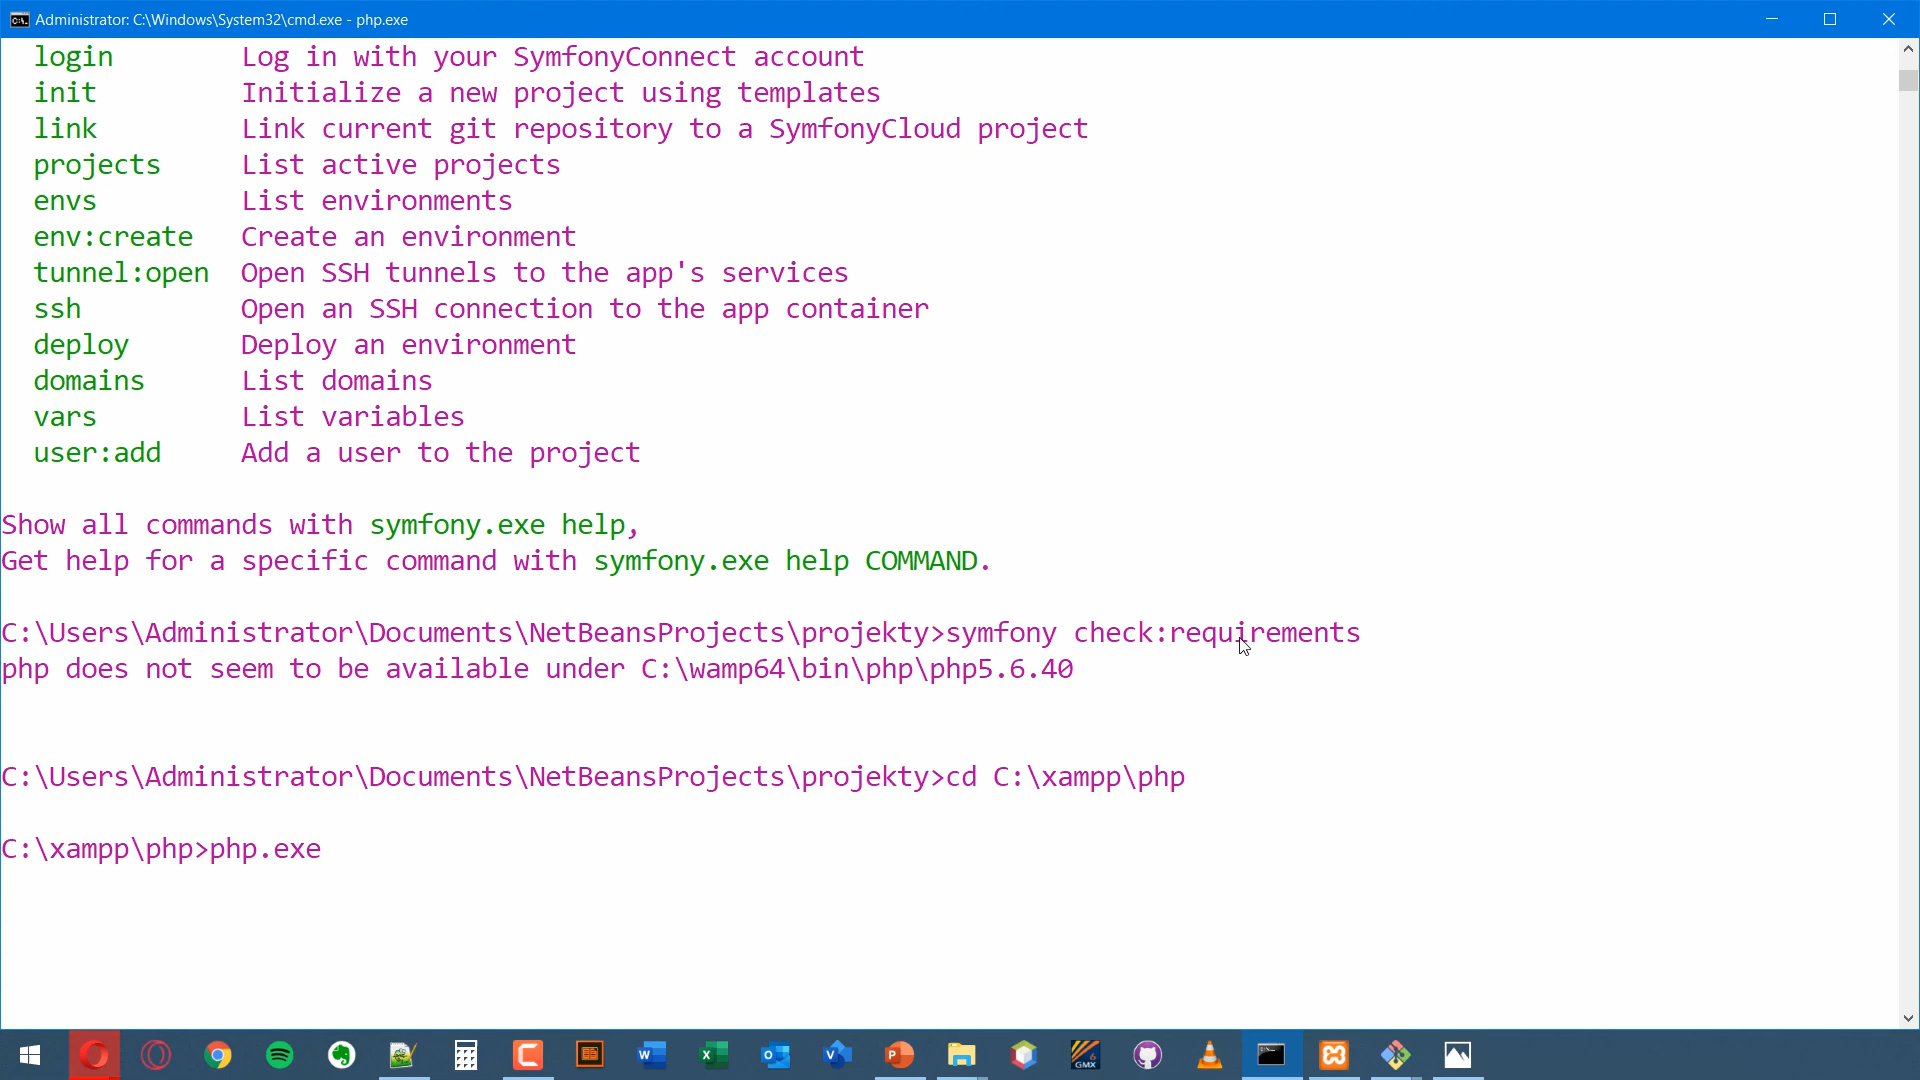 Administrator: C:\Windows\System32\cmd.exe - php.exe
login        Log in with your SymfonyConnect account
init         Initialize a new project using templates
link         Link current git repository to a SymfonyCloud project
projects     List active projects
envs         List environments
env:create   Create an environment
tunnel:open  Open SSH tunnels to the app's services
ssh          Open an SSH connection to the app container
deploy       Deploy an environment
domains      List domains
vars         List variables
user:add     Add a user to the project
Show all commands with symfony.exe help,
Get help for a specific command with symfony.exe help COMMAND.
C:\Users\Administrator\Documents\NetBeansProjects\projekty>symfony check:requirements
php does not seem to be available under C:\wamp64\bin\php\php5.6.40
C:\Users\Administrator\Documents\NetBeansProjects\projekty>cd C:\xampp\php
C:\xampp\php>php.exe